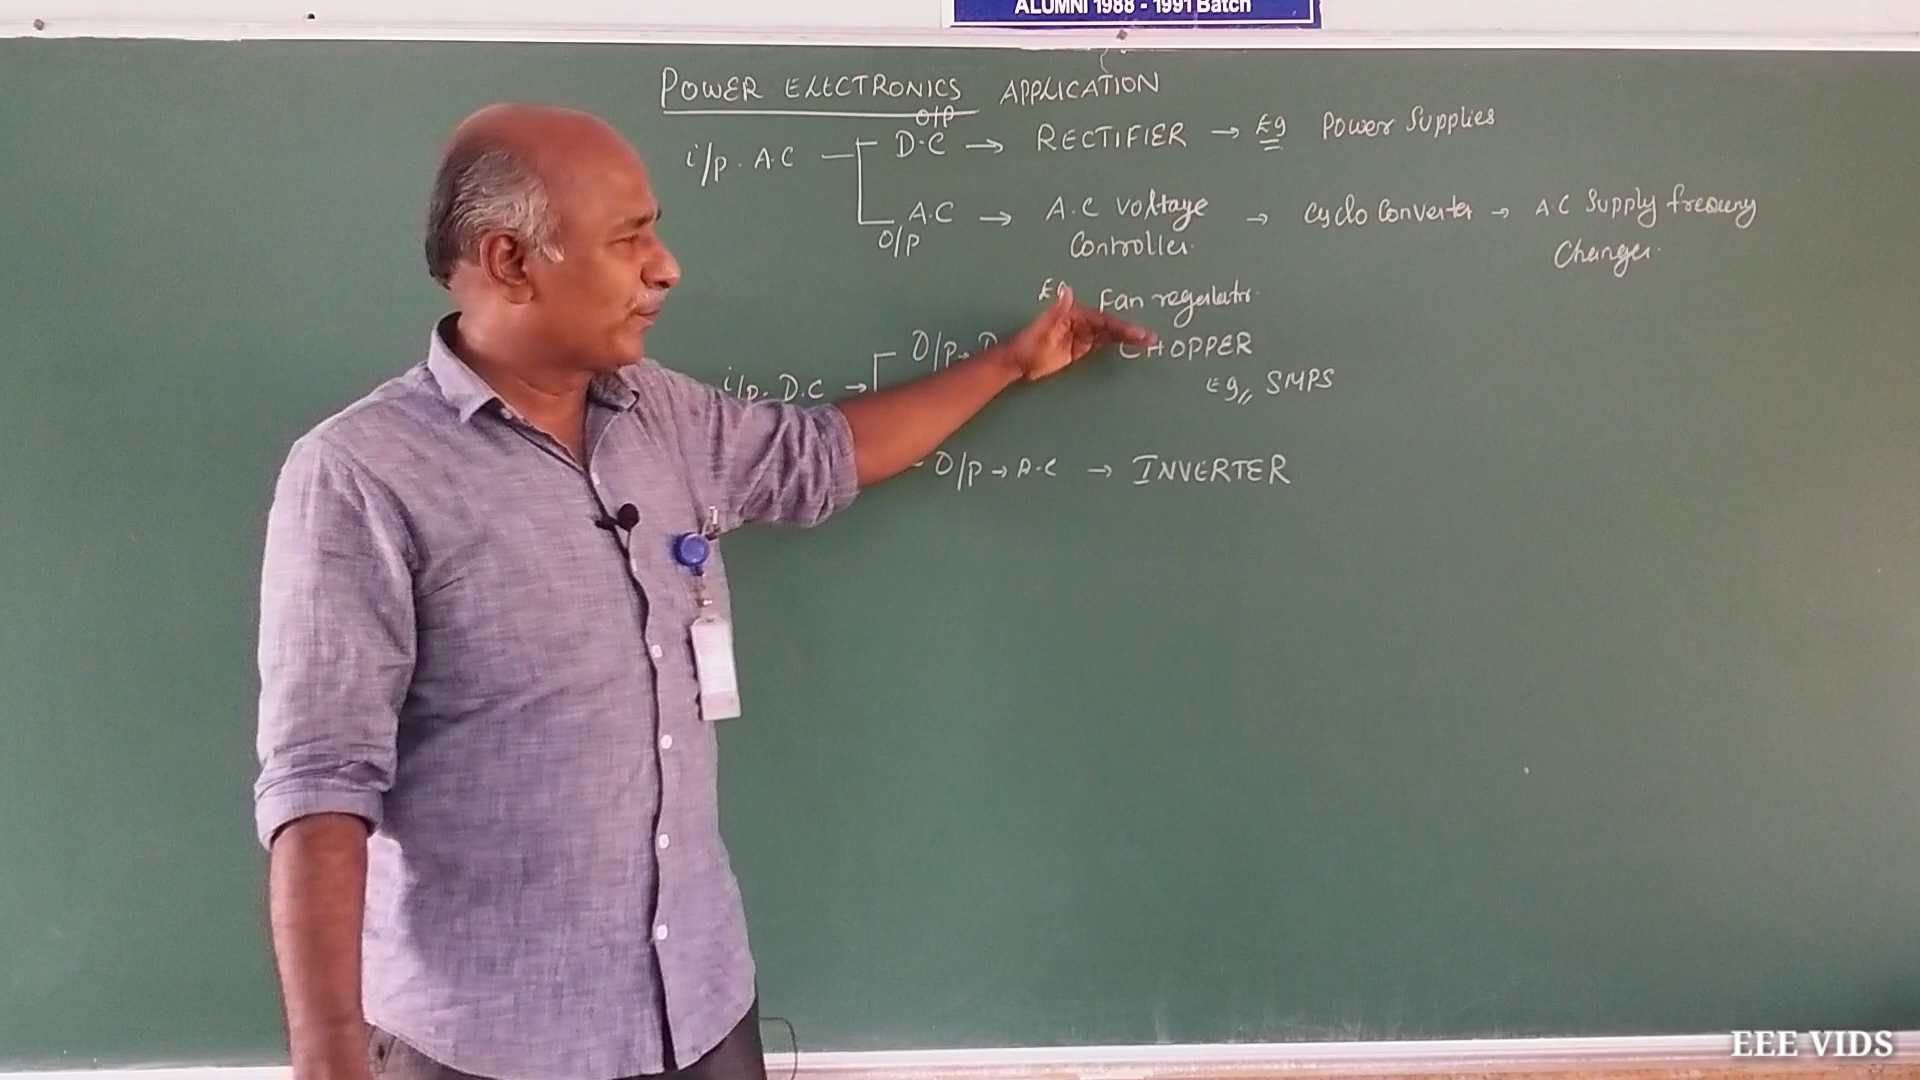 ALUMNI 1988 - 1991 Batch
POWER ELECTRONICS APPLICATION
i/p. A.C
O/P
D.C → RECTIFIER → Eg Power Supplies
A.C → A.C Voltage → Cyclo Converter → A C Supply
O/P Controller. Changer.
Eg Fan regulator.
O/p → D CHOPPER
i/p. D.C →
Eg,, SMPS
O/P → A.C → INVERTER
EEE VIDS